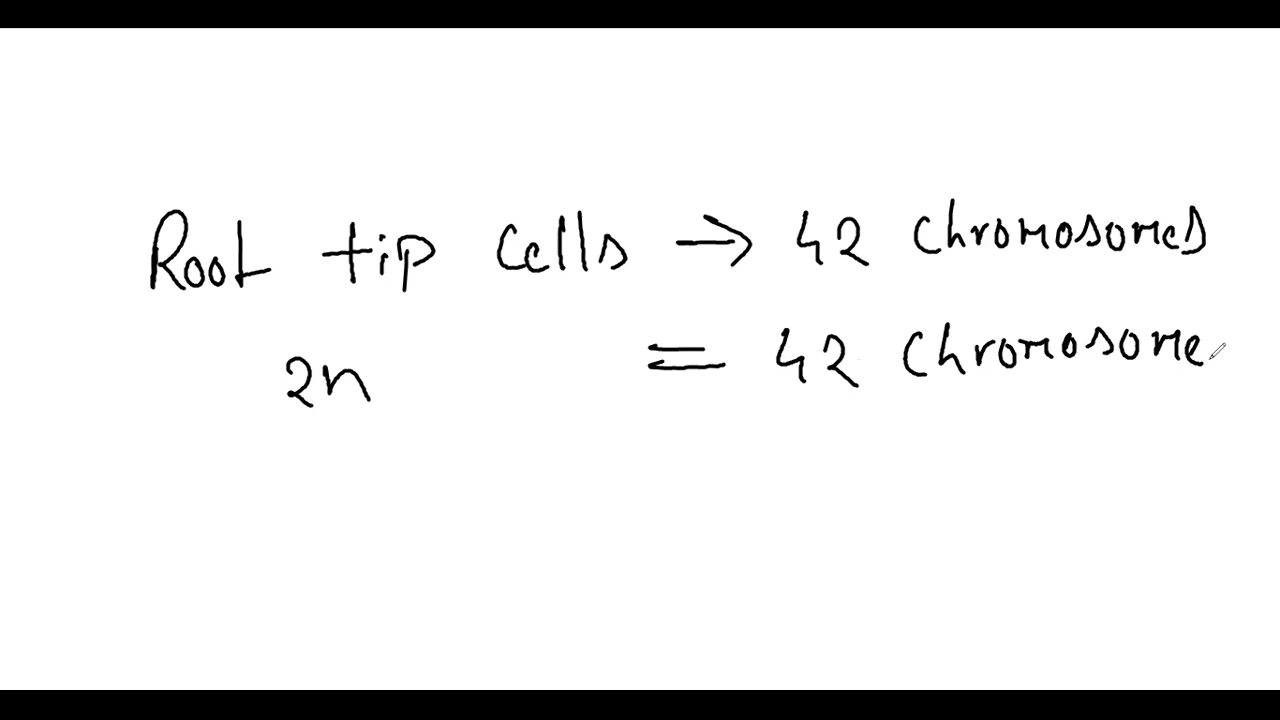 Root tip cells → 42 chromosomes
2n = 42 chromosome